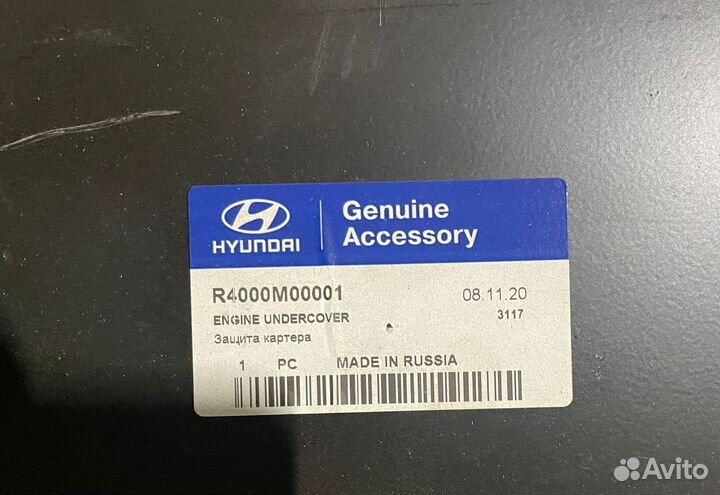 HYUNDAI
Genuine
Accessory
R4000M00001
08.11.20
ENGINE UNDERCOVER
3117
Защита картера
1 PC MADE IN RUSSIA
Avito